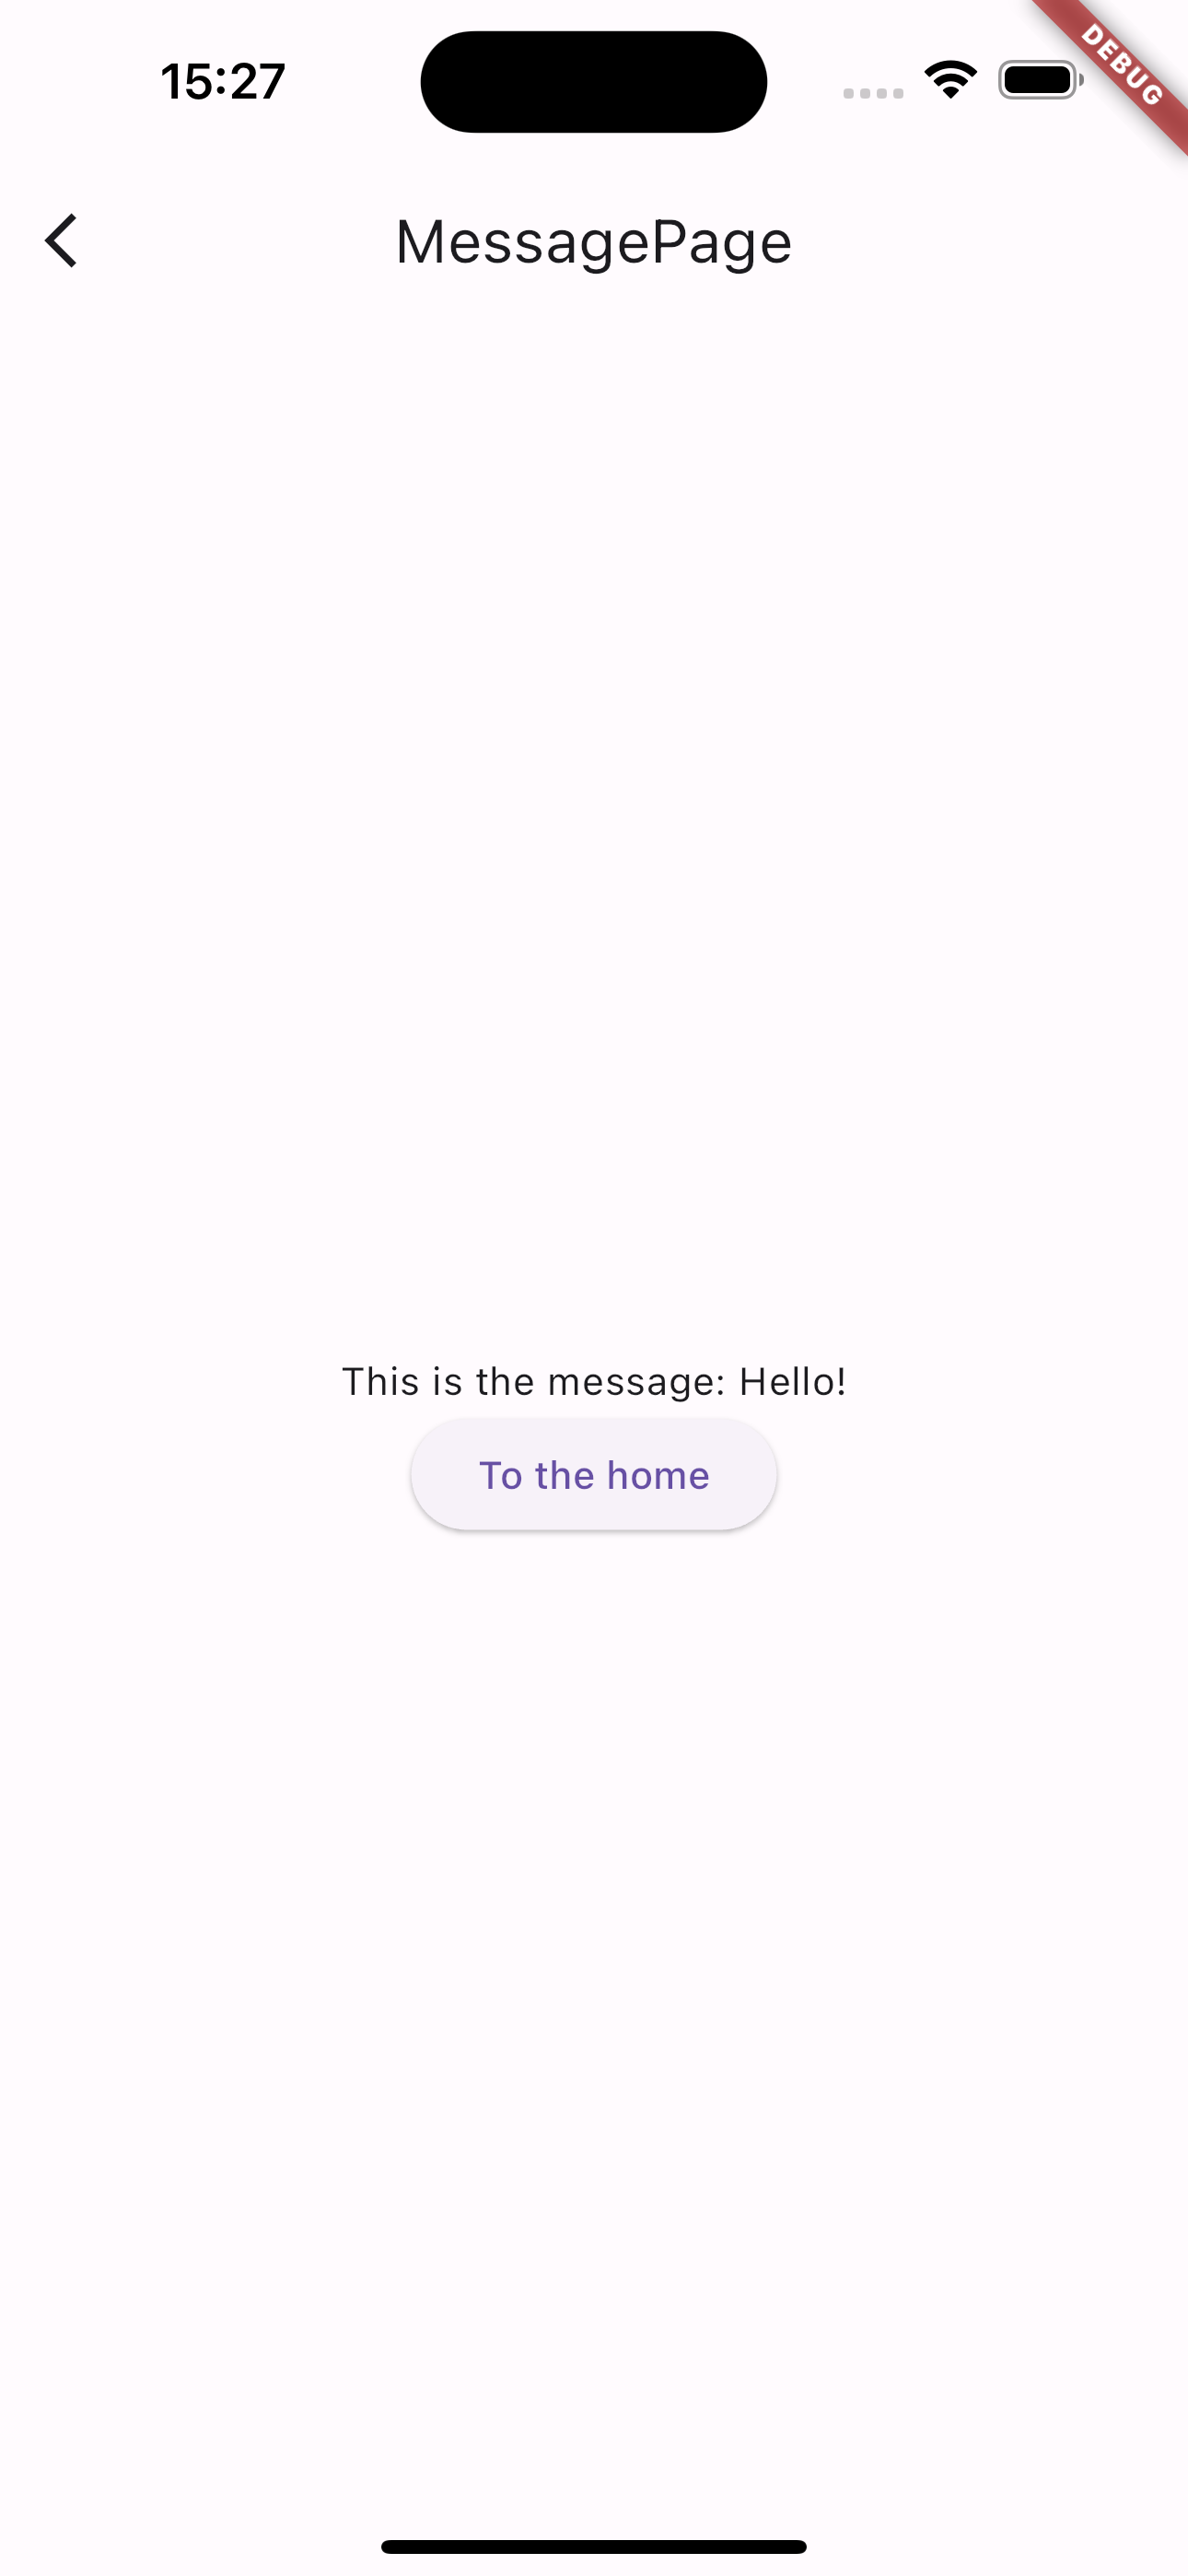 15:27
DEBUG
MessagePage
This is the message: Hello!
To the home